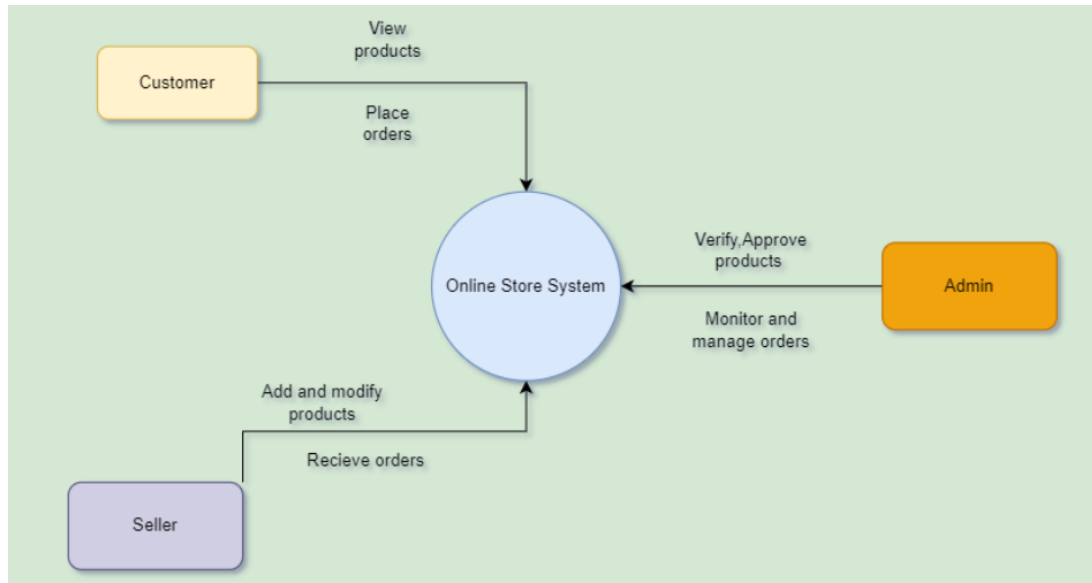 View
products
Customer
Place
orders
Verify,Approve
products
Online Store System
Admin
Monitor and
manage orders
Add and modify
products
Recieve orders
Seller